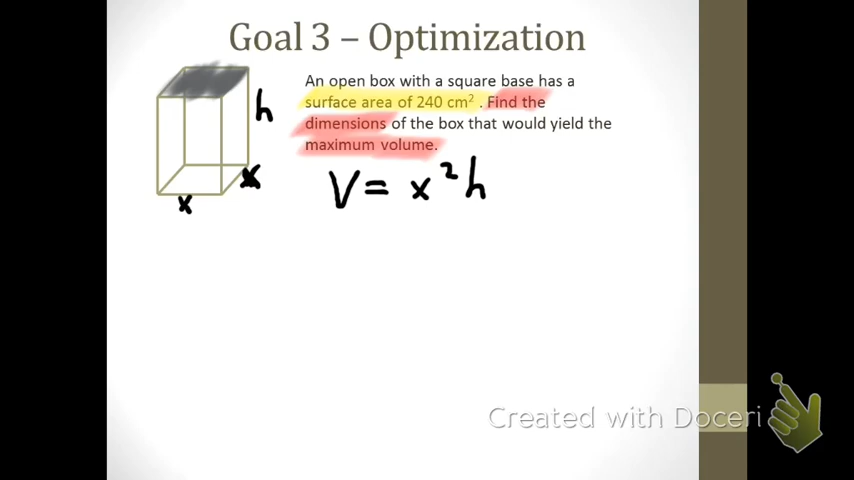 Goal 3 – Optimization
An open box with a square base has a
surface area of 240 cm². Find the
dimensions of the box that would yield the
maximum volume.
h
x
x
V = x²h
Created with Doceri